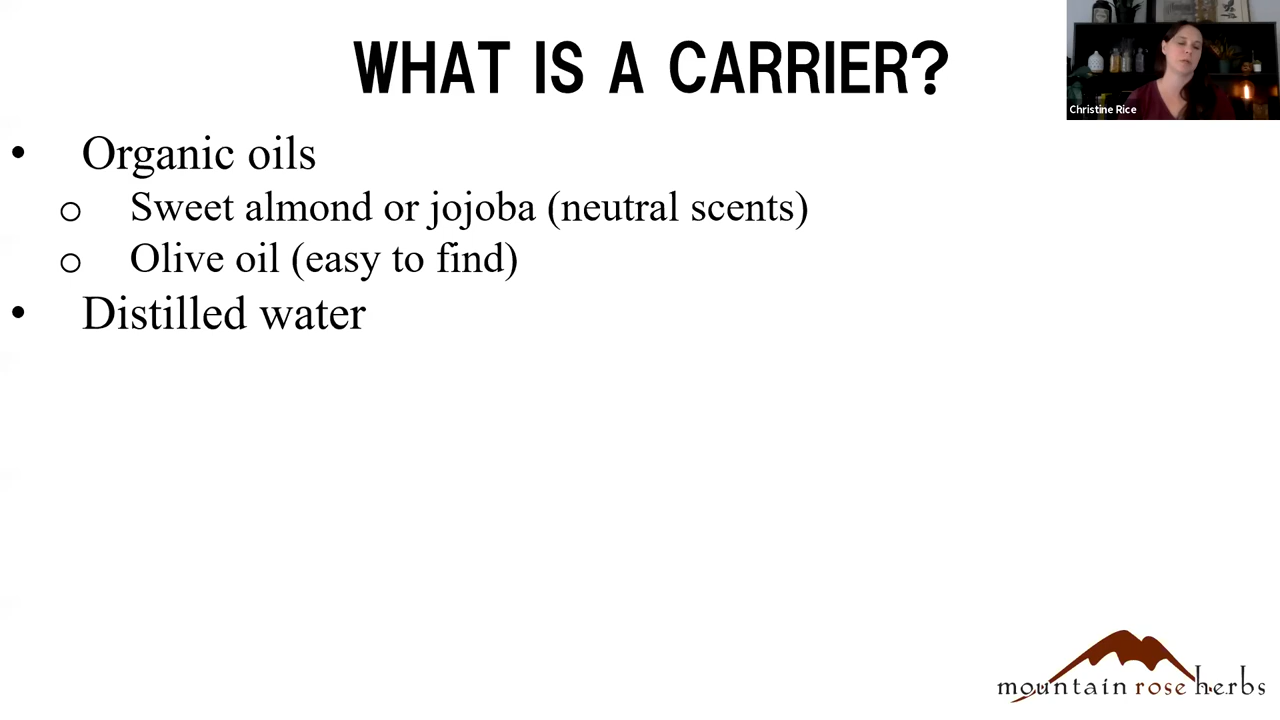 WHAT IS A CARRIER?
Christine Rice
• Organic oils
o Sweet almond or jojoba (neutral scents)
o Olive oil (easy to find)
• Distilled water
mountain rose herbs